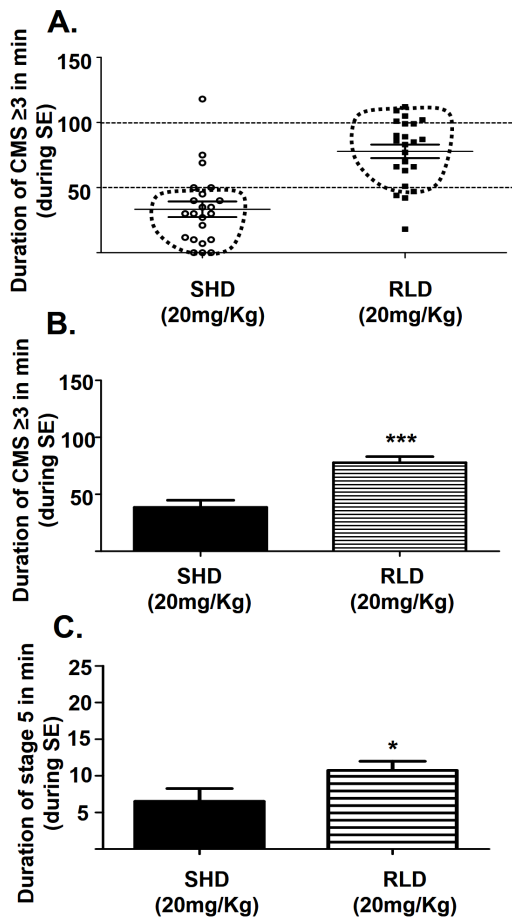 A.
Duration of CMS ≥3 in min
(during SE)
150
100
50
SHD
(20mg/Kg)
RLD
(20mg/Kg)
B.
Duration of CMS ≥3 in min
(during SE)
150
100
50
***
SHD
(20mg/Kg)
RLD
(20mg/Kg)
C.
Duration of stage 5 in min
(during SE)
25
20
15
10
5
*
SHD
(20mg/Kg)
RLD
(20mg/Kg)